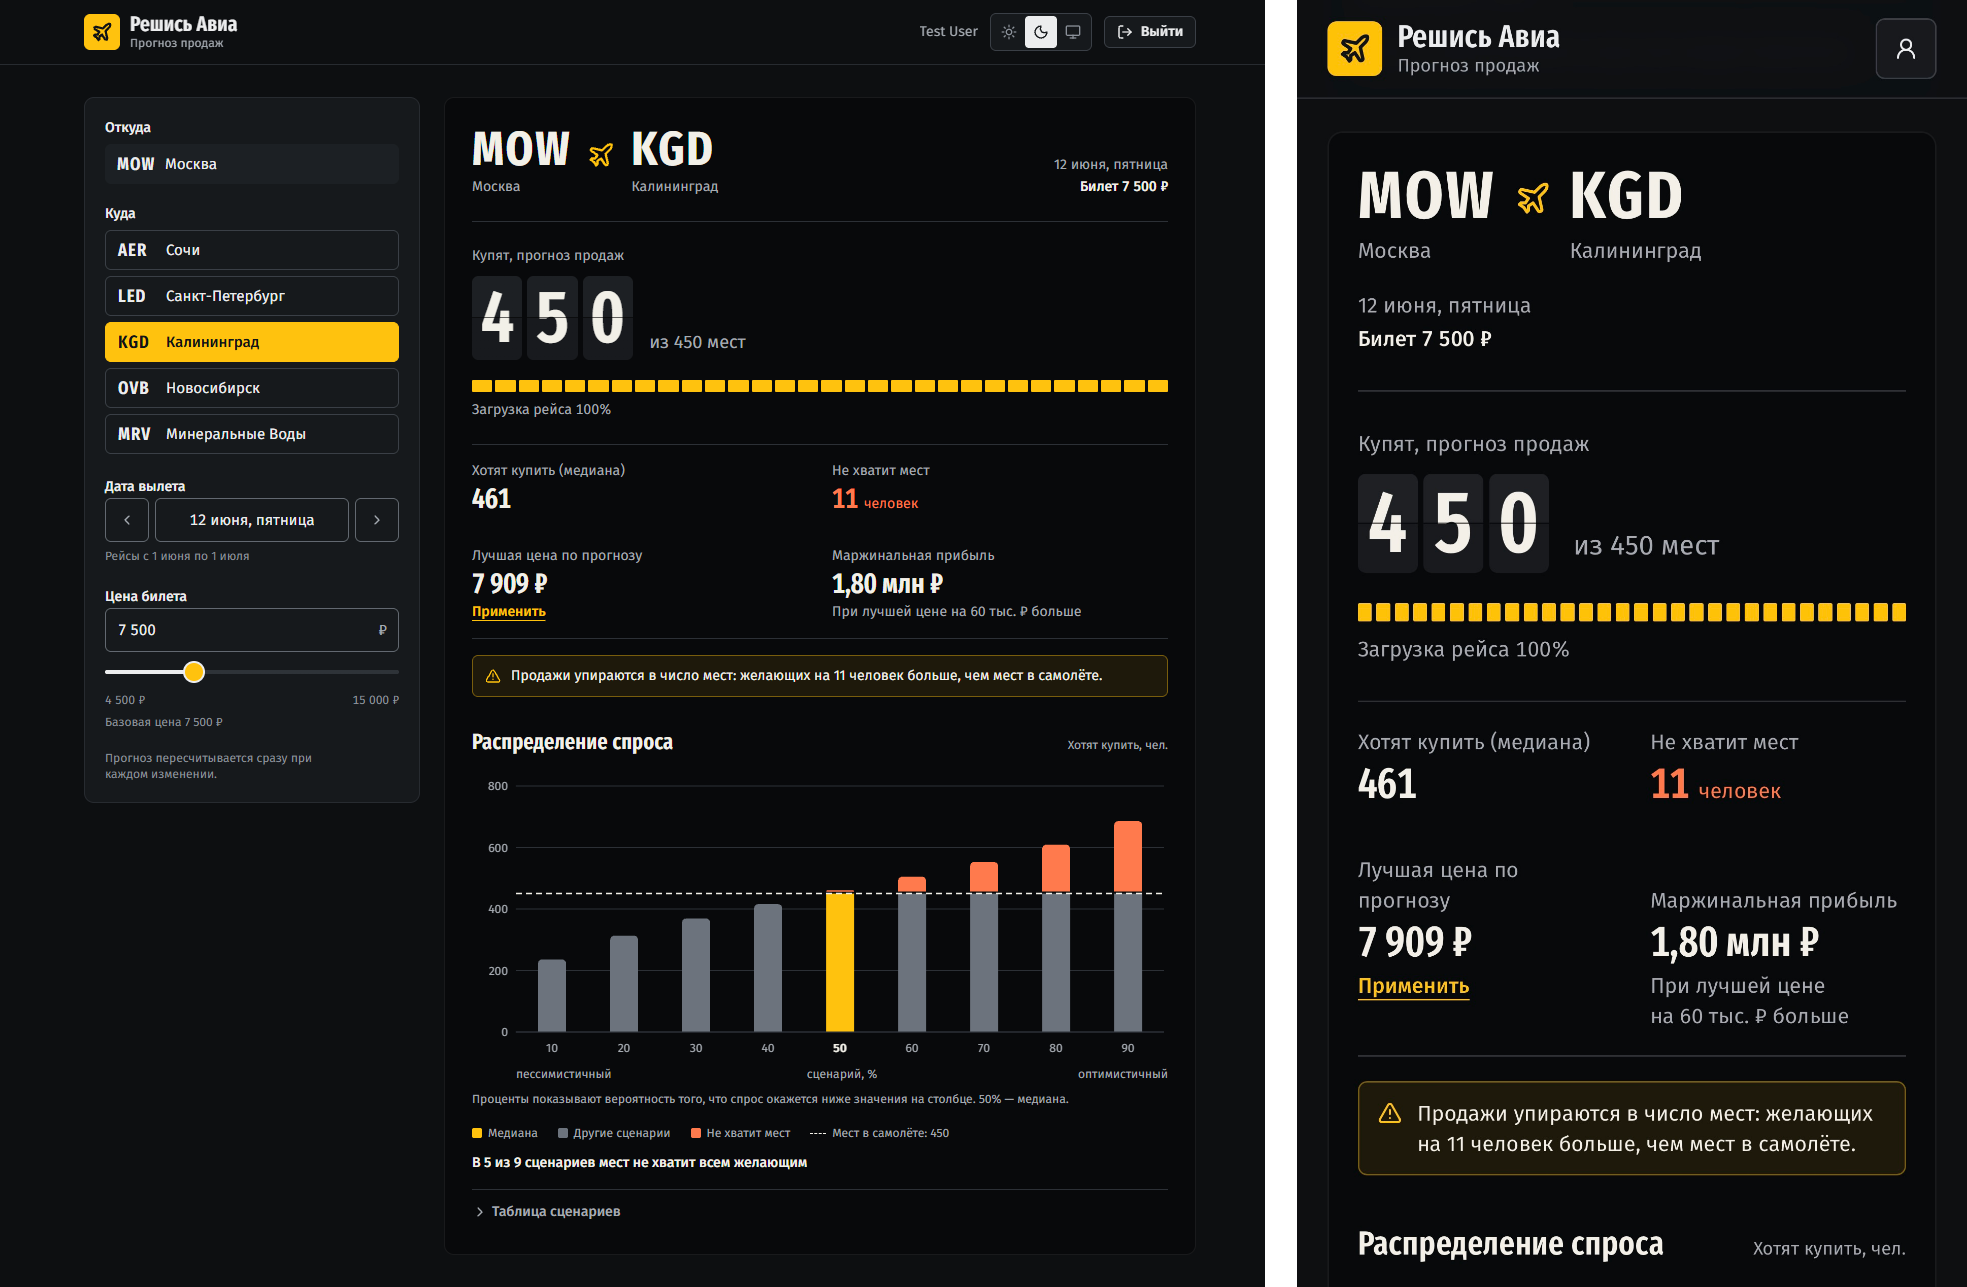 Решись Авиа
Прогноз продаж
Test User
Выйти
Откуда
MOW Москва
Куда
AER Сочи
LED Санкт-Петербург
KGD Калининград
OVB Новосибирск
MRV Минеральные Воды
Дата вылета
12 июня, пятница
Рейсы с 1 июня по 1 июля
Цена билета
7 500 ₽
4 500 ₽ 15 000 ₽
Базовая цена 7 500 ₽
Прогноз пересчитывается сразу при
каждом изменении.
MOW KGD
Москва Калининград
12 июня, пятница
Билет 7 500 ₽
Купят, прогноз продаж
450 из 450 мест
Загрузка рейса 100%
Хотят купить (медиана)
461
Не хватит мест
11 человек
Лучшая цена по прогнозу
7 909 ₽
Применить
Маржинальная прибыль
1,80 млн ₽
При лучшей цене на 60 тыс. ₽ больше
Продажи упираются в число мест: желающих на 11 человек больше, чем мест в самолёте.
Распределение спроса
Хотят купить, чел.
800
600
400
200
0
10 20 30 40 50 60 70 80 90
пессимистичный сценарий, % оптимистичный
Проценты показывают вероятность того, что спрос окажется ниже значения на столбце. 50% — медиана.
Медиана Другие сценарии Не хватит мест Мест в самолёте: 450
В 5 из 9 сценариев мест не хватит всем желающим
Таблица сценариев
Решись Авиа
Прогноз продаж
MOW KGD
Москва Калининград
12 июня, пятница
Билет 7 500 ₽
Купят, прогноз продаж
450 из 450 мест
Загрузка рейса 100%
Хотят купить (медиана)
461
Не хватит мест
11 человек
Лучшая цена по
прогнозу
7 909 ₽
Применить
Маржинальная прибыль
1,80 млн ₽
При лучшей цене
на 60 тыс. ₽ больше
Продажи упираются в число мест: желающих
на 11 человек больше, чем мест в самолёте.
Распределение спроса
Хотят купить, чел.